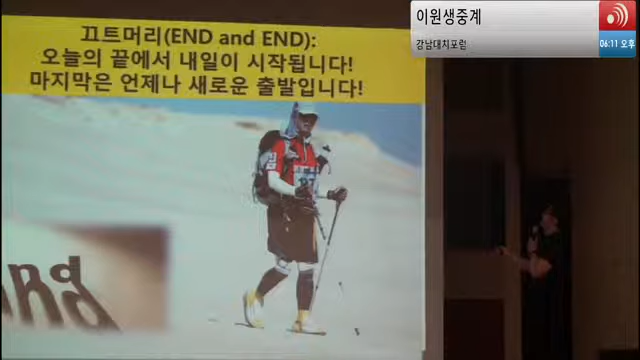 이원생중계
강남대치포럼
06:11 오후
끄트머리(END and END):
오늘의 끝에서 내일이 시작됩니다!
마지막은 언제나 새로운 출발입니다!
and